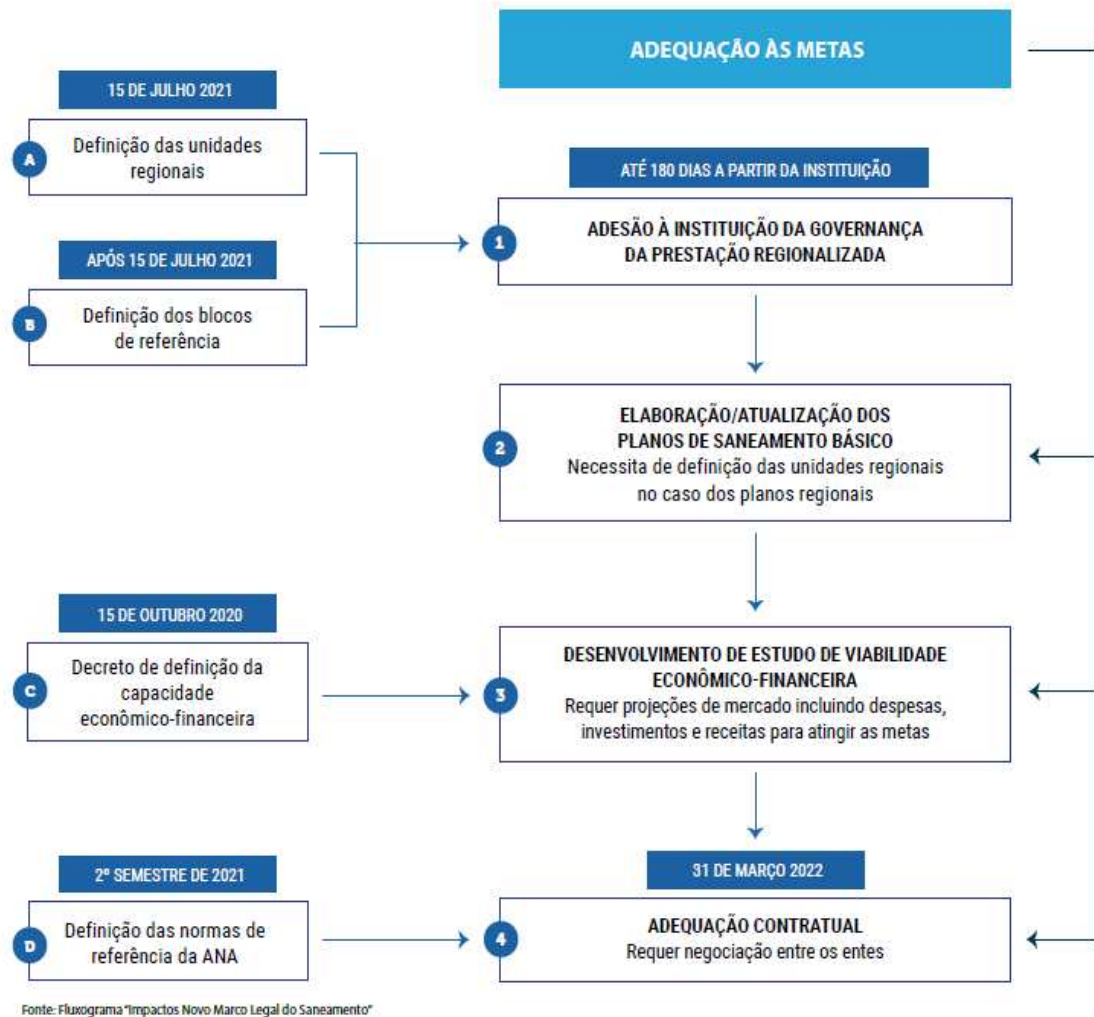 ADEQUAÇÃO ÀS METAS
15 DE JULHO 2021
A
Definição das unidades
regionais
APÓS 15 DE JULHO 2021
B
Definição dos blocos
de referência
ATÉ 180 DIAS A PARTIR DA INSTITUIÇÃO
1
ADESÃO À INSTITUIÇÃO DA GOVERNANÇA
DA PRESTAÇÃO REGIONALIZADA
2
ELABORAÇÃO/ATUALIZAÇÃO DOS
PLANOS DE SANEAMENTO BÁSICO
Necessita de definição das unidades regionais
no caso dos planos regionais
15 DE OUTUBRO 2020
C
Decreto de definição da
capacidade
econômico-financeira
3
DESENVOLVIMENTO DE ESTUDO DE VIABILIDADE
ECONÔMICO-FINANCEIRA
Requer projeções de mercado incluindo despesas,
investimentos e receitas para atingir as metas
2º SEMESTRE DE 2021
D
Definição das normas de
referência da ANA
31 DE MARÇO 2022
4
ADEQUAÇÃO CONTRATUAL
Requer negociação entre os entes
Fonte: Fluxograma "Impactos Novo Marco Legal do Saneamento"